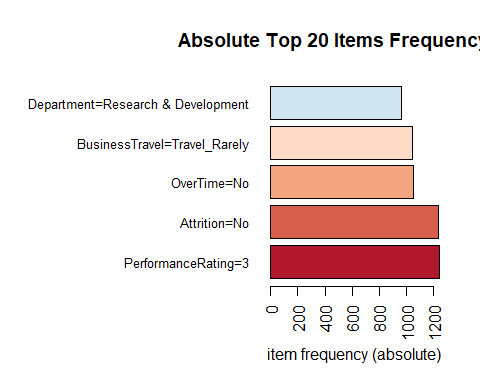 Absolute Top 20 Items Frequency
Department=Research & Development
BusinessTravel=Travel_Rarely
OverTime=No
Attrition=No
PerformanceRating=3
0 200 400 600 800 1000 1200
item frequency (absolute)